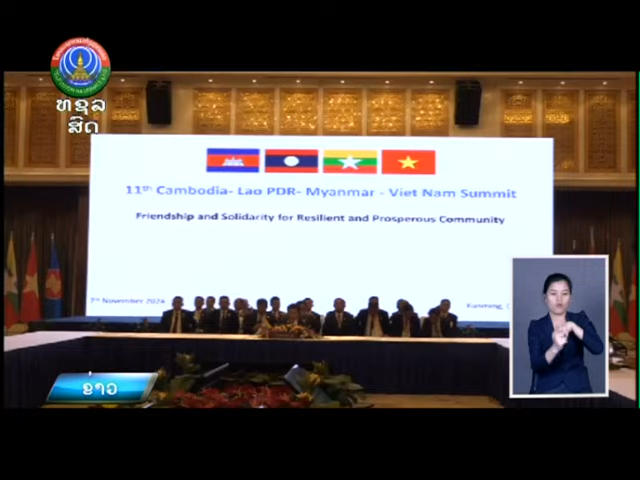 ທຊລ
ສົດ
11th Cambodia- Lao PDR- Myanmar - Viet Nam Summit
Friendship and Solidarity for Resilient and Prosperous Community
7th November 2024
Kunming,
ຂ່າວ